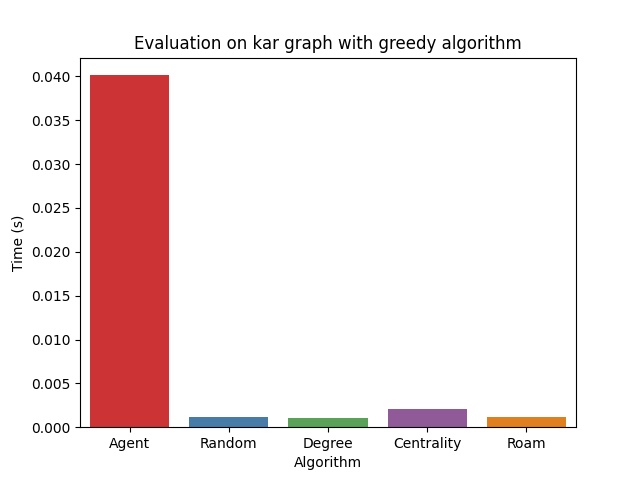 Evaluation on kar graph with greedy algorithm
0.040
0.035
0.030
0.025
0.020
0.015
0.010
0.005
0.000
Time (s)
Agent Random Degree Centrality Roam
Algorithm